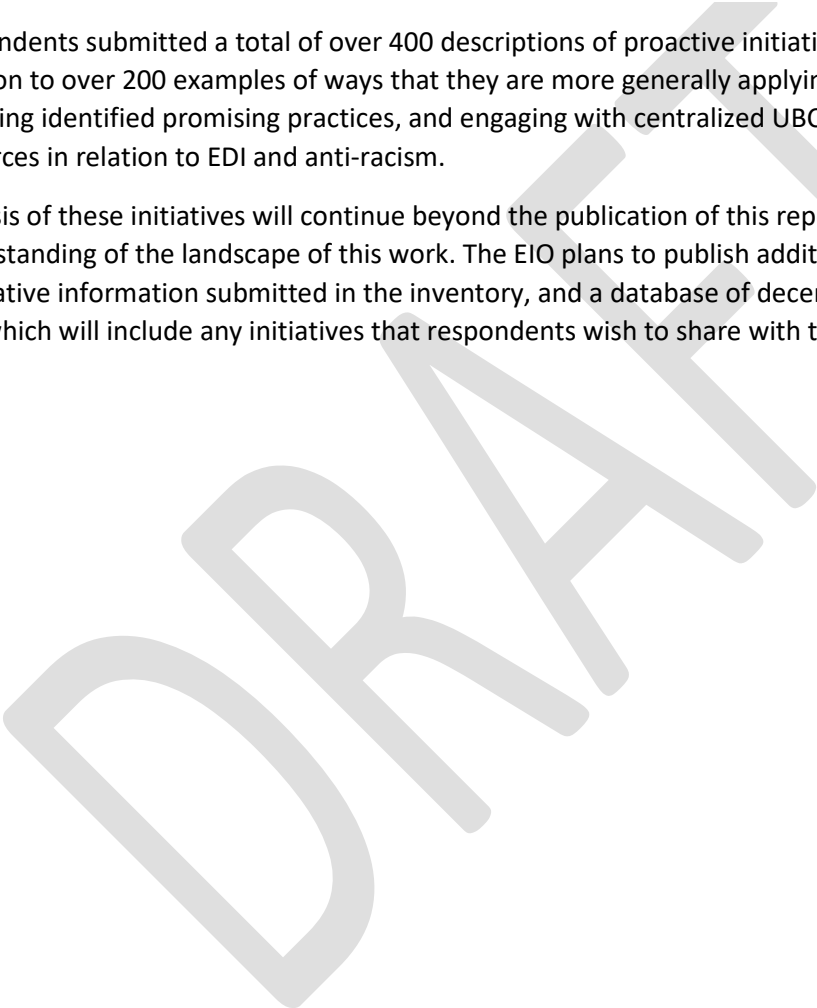 ndents submitted a total of over 400 descriptions of proactive initiati
on to over 200 examples of ways that they are more generally applyin
ing identified promising practices, and engaging with centralized UBC
rces in relation to EDI and anti-racism.
sis of these initiatives will continue beyond the publication of this rep
standing of the landscape of this work. The EIO plans to publish addit
ative information submitted in the inventory, and a database of decen
which will include any initiatives that respondents wish to share with t
DRAFT